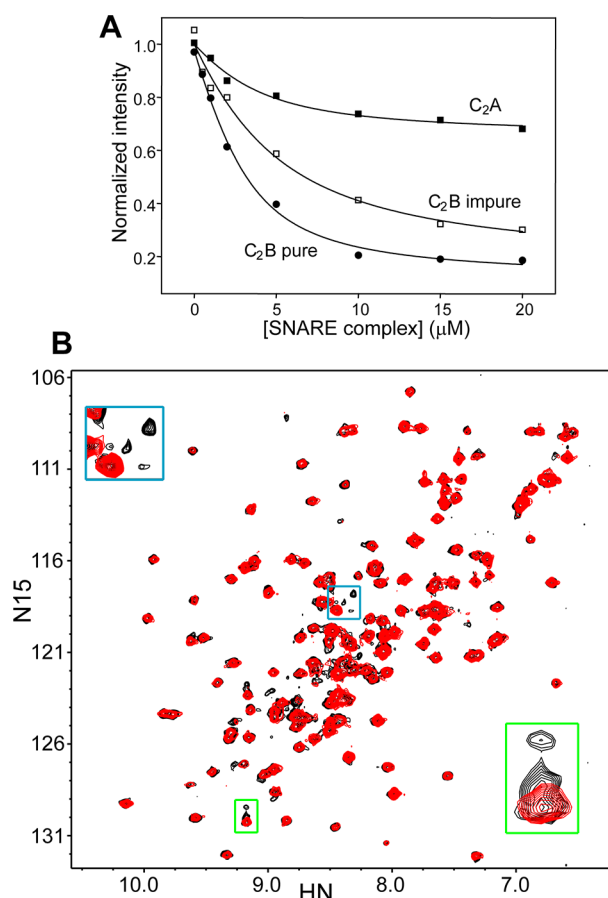 A
Normalized intensity
1.0
0.8
0.6
0.4
0.2
C₂A
C₂B impure
C₂B pure
0 5 10 15 20
[SNARE complex] (μM)
B
N15
106
111
116
121
126
131
10.0 9.0 8.0 7.0
HN